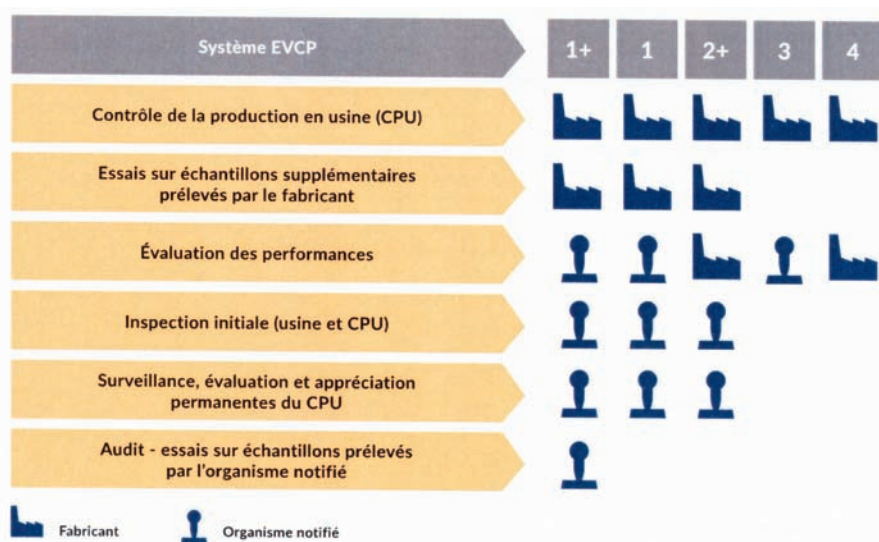 Système EVCP
1+ 1 2+ 3 4
Contrôle de la production en usine (CPU)
Essais sur échantillons supplémentaires
prélevés par le fabricant
Évaluation des performances
Inspection initiale (usine et CPU)
Surveillance, évaluation et appréciation
permanentes du CPU
Audit - essais sur échantillons prélevés
par l'organisme notifié
Fabricant
Organisme notifié